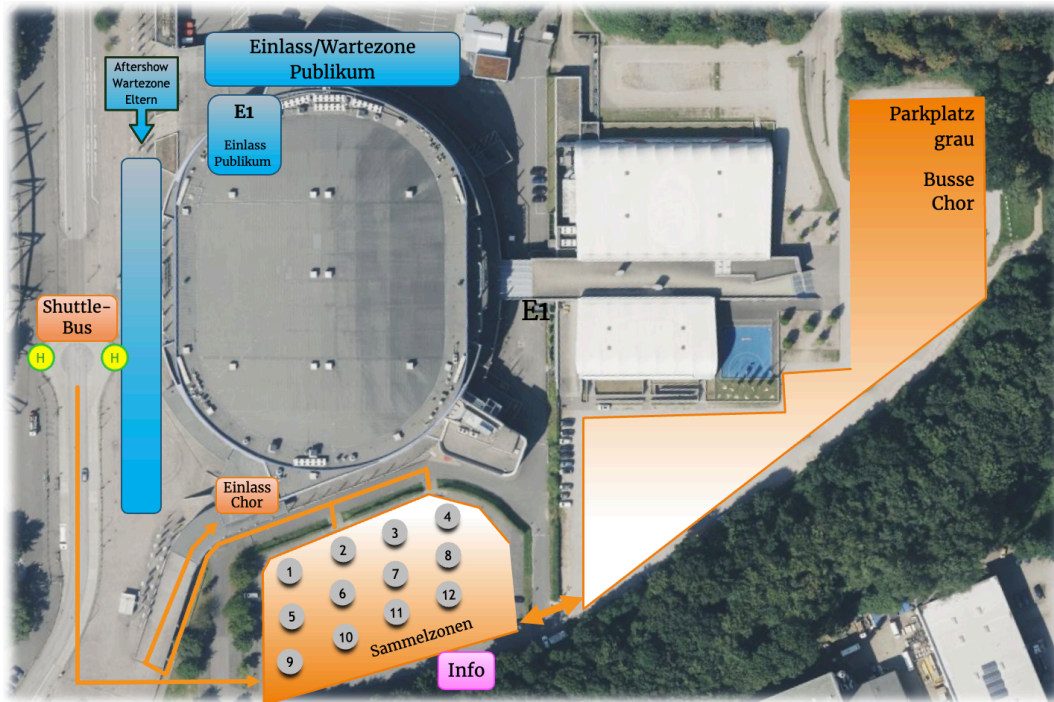 Einlass/Wartezone
Publikum
Aftershow
Wartezone
Eltern
E1
Einlass
Publikum
Parkplatz
grau
Busse
Chor
Shuttle-
Bus
H
H
E1
Einlass
Chor
1
2
3
4
5
6
7
8
9
10
11
12
Sammelzonen
Info